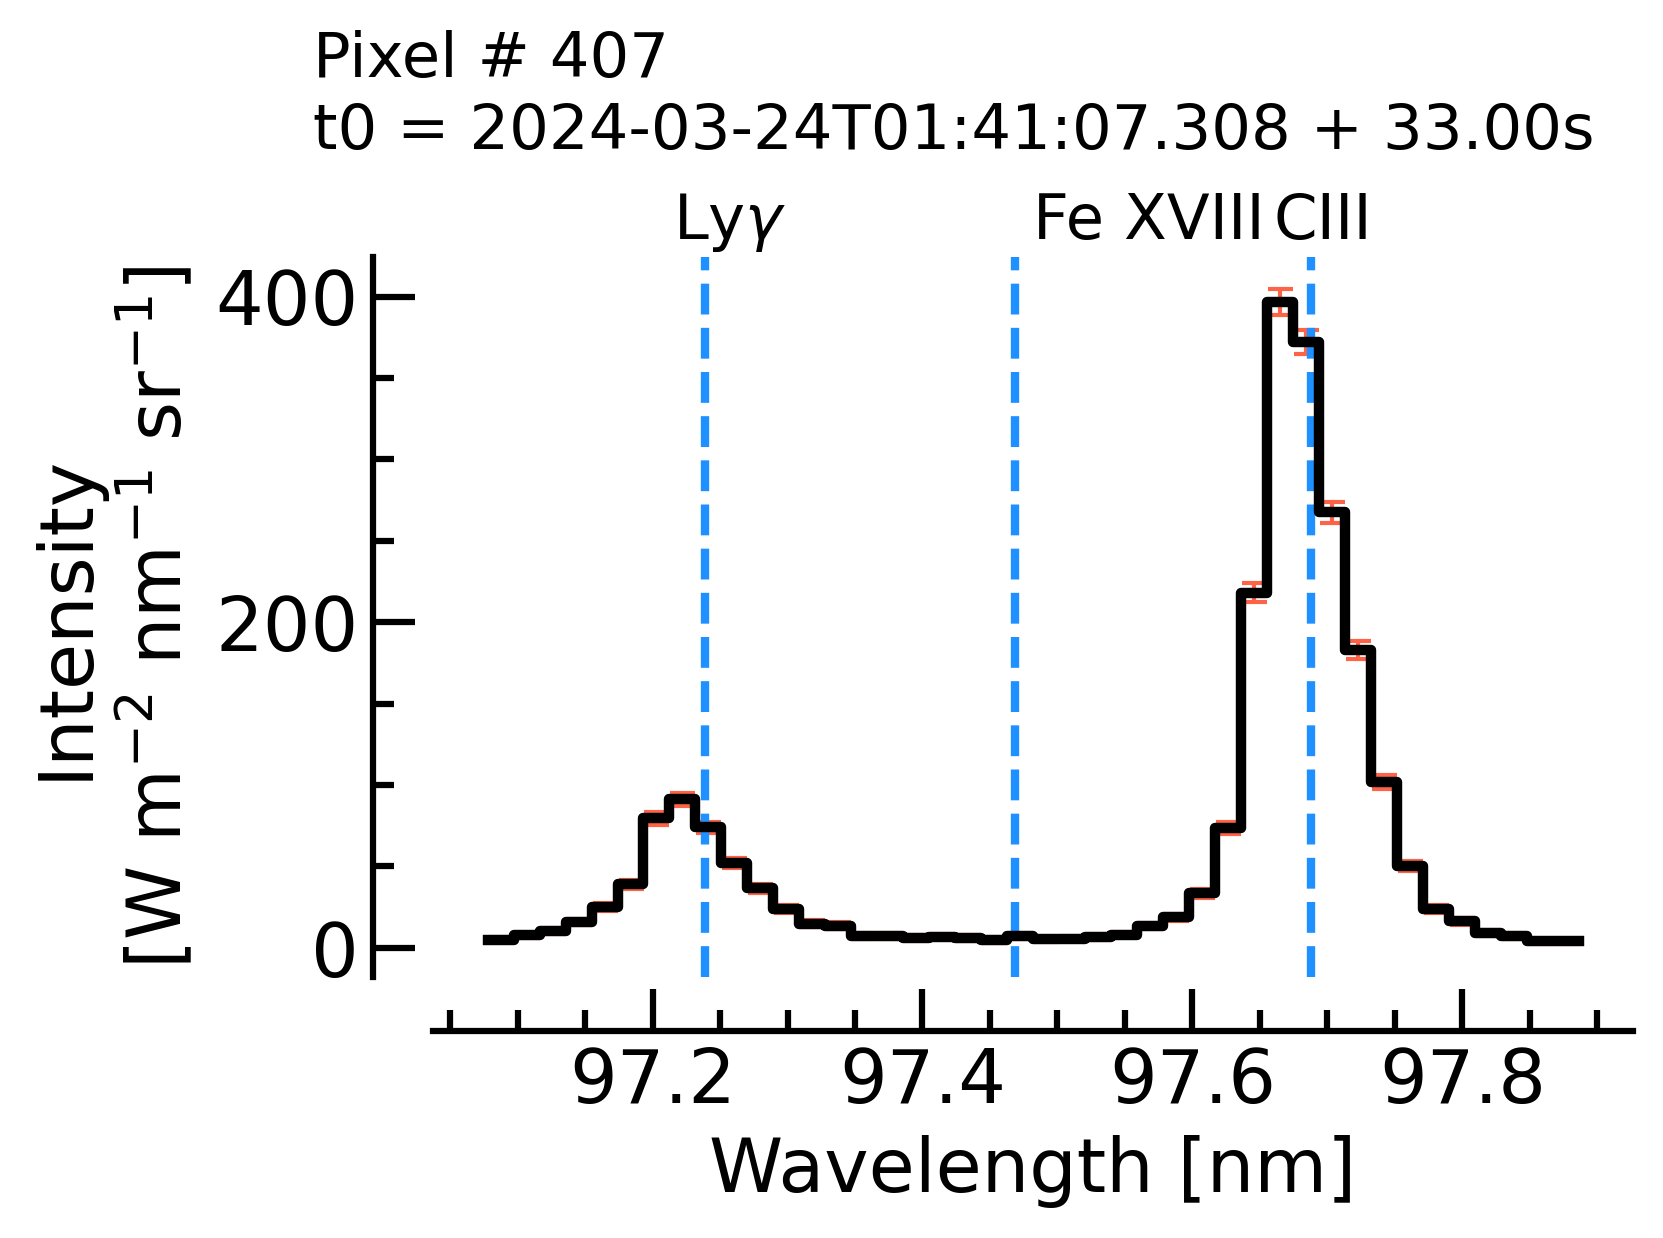 Pixel # 407
t0 = 2024-03-24T01:41:07.308 + 33.00s
Lyγ Fe XVIII CIII
Intensity
[W m⁻² nm⁻¹ sr⁻¹]
400
200
0
97.2 97.4 97.6 97.8
Wavelength [nm]